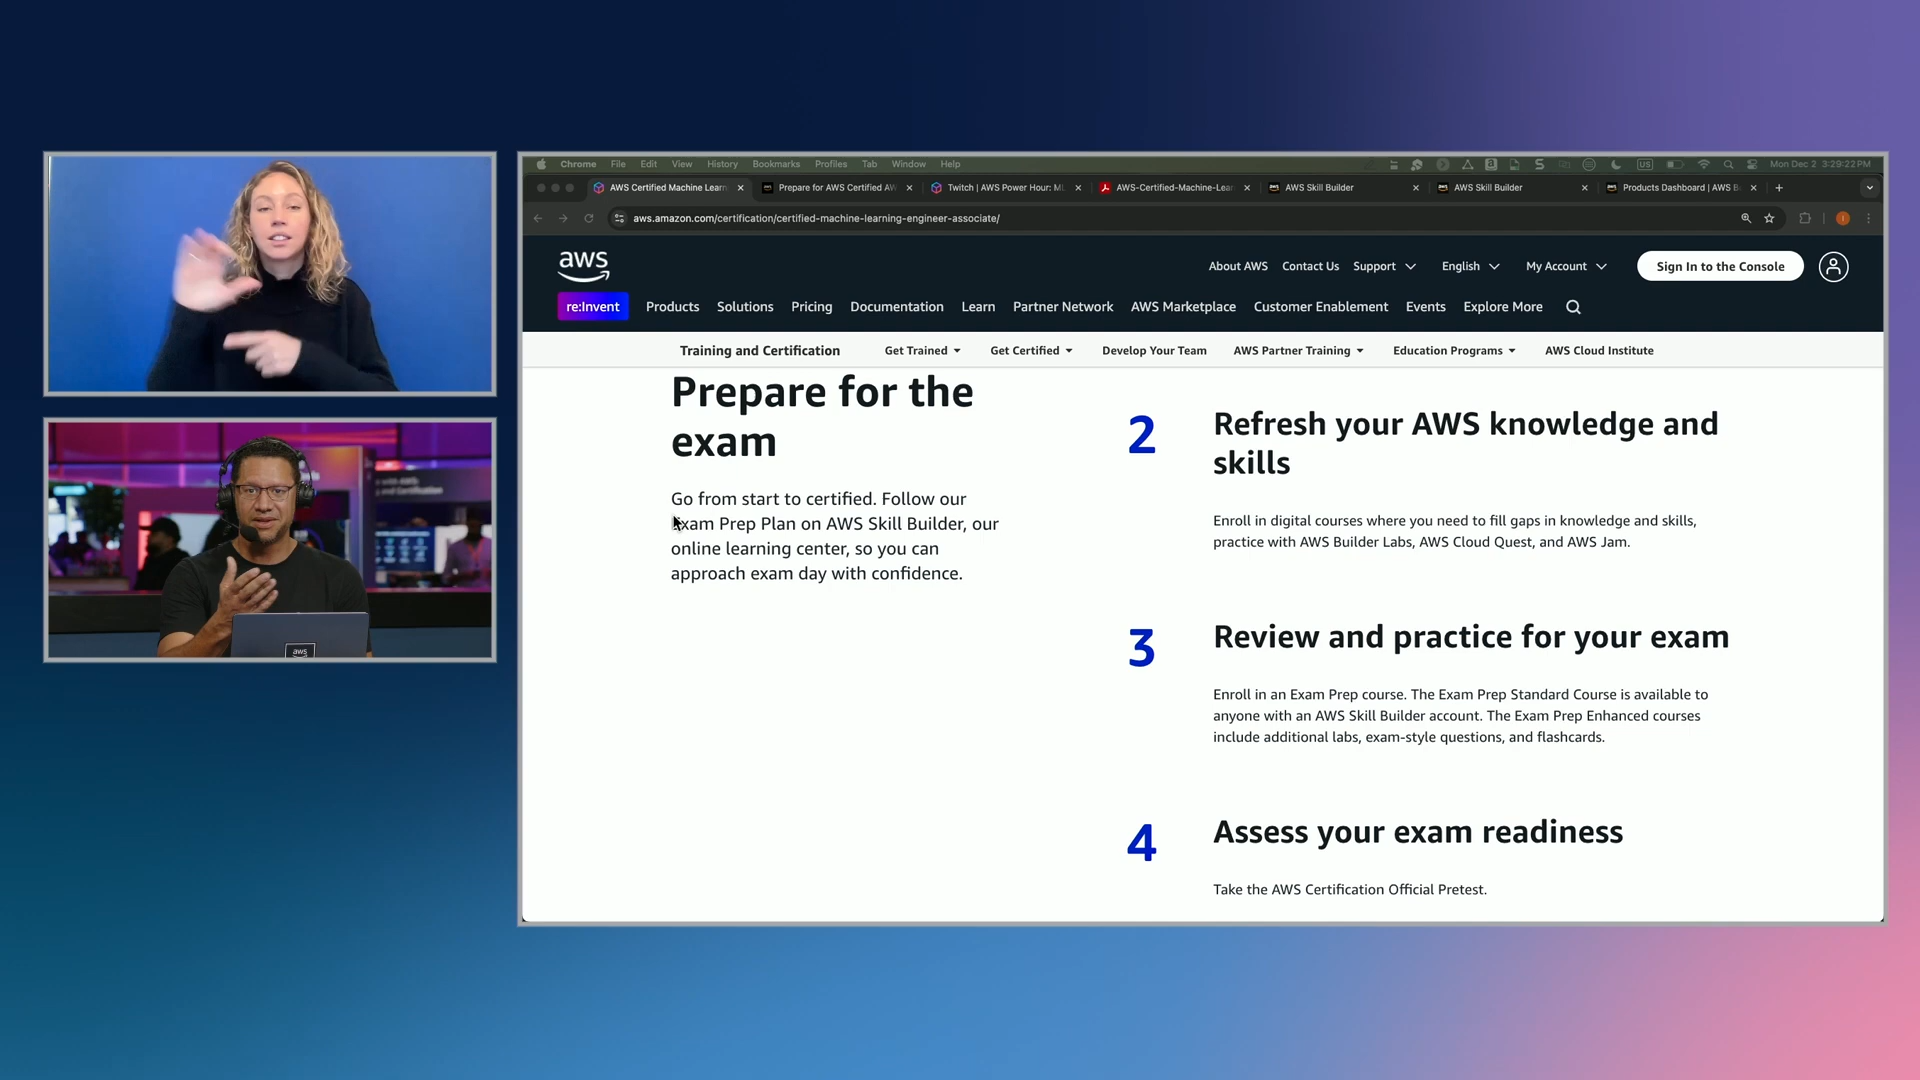 Chrome File Edit View History Bookmarks Profiles Tab Window Help
US
Mon Dec 2 3:29:22 PM
AWS Certified Machine Learn
Prepare for AWS Certified AW
Twitch | AWS Power Hour: ML
AWS-Certified-Machine-Lear
AWS Skill Builder
AWS Skill Builder
Products Dashboard | AWS B
aws.amazon.com/certification/certified-machine-learning-engineer-associate/
aws
About AWS Contact Us Support English My Account Sign In to the Console
re:Invent Products Solutions Pricing Documentation Learn Partner Network AWS Marketplace Customer Enablement Events Explore More
Training and Certification Get Trained Get Certified Develop Your Team AWS Partner Training Education Programs AWS Cloud Institute
Prepare for the
exam
Go from start to certified. Follow our
Exam Prep Plan on AWS Skill Builder, our
online learning center, so you can
approach exam day with confidence.
2
Refresh your AWS knowledge and
skills
Enroll in digital courses where you need to fill gaps in knowledge and skills,
practice with AWS Builder Labs, AWS Cloud Quest, and AWS Jam.
3
Review and practice for your exam
Enroll in an Exam Prep course. The Exam Prep Standard Course is available to
anyone with an AWS Skill Builder account. The Exam Prep Enhanced courses
include additional labs, exam-style questions, and flashcards.
4
Assess your exam readiness
Take the AWS Certification Official Pretest.
aws